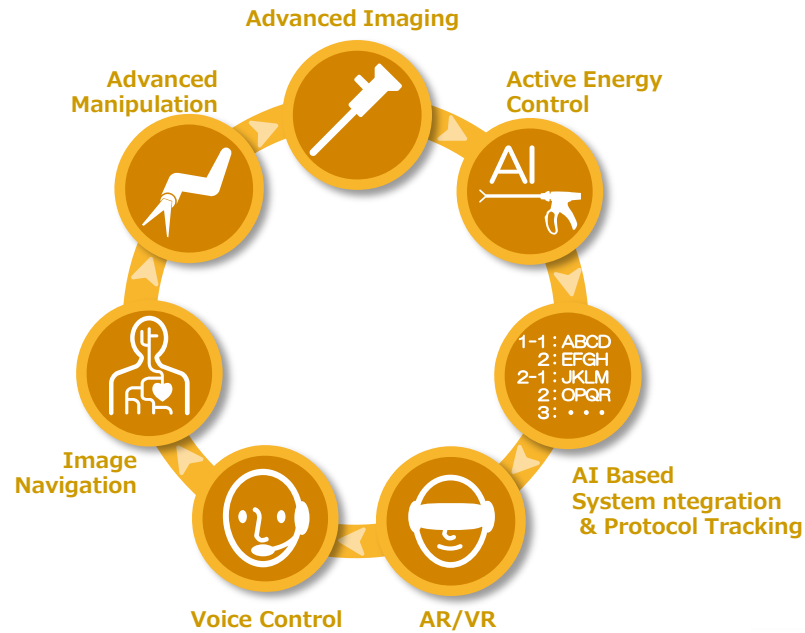 Advanced Imaging
Advanced
Manipulation
Active Energy
Control
AI
1-1 : ABCD
2 : EFGH
2-1 : JKLM
2 : OPQR
3 : · · ·
Image
Navigation
AI Based
System ntegration
& Protocol Tracking
Voice Control
AR/VR